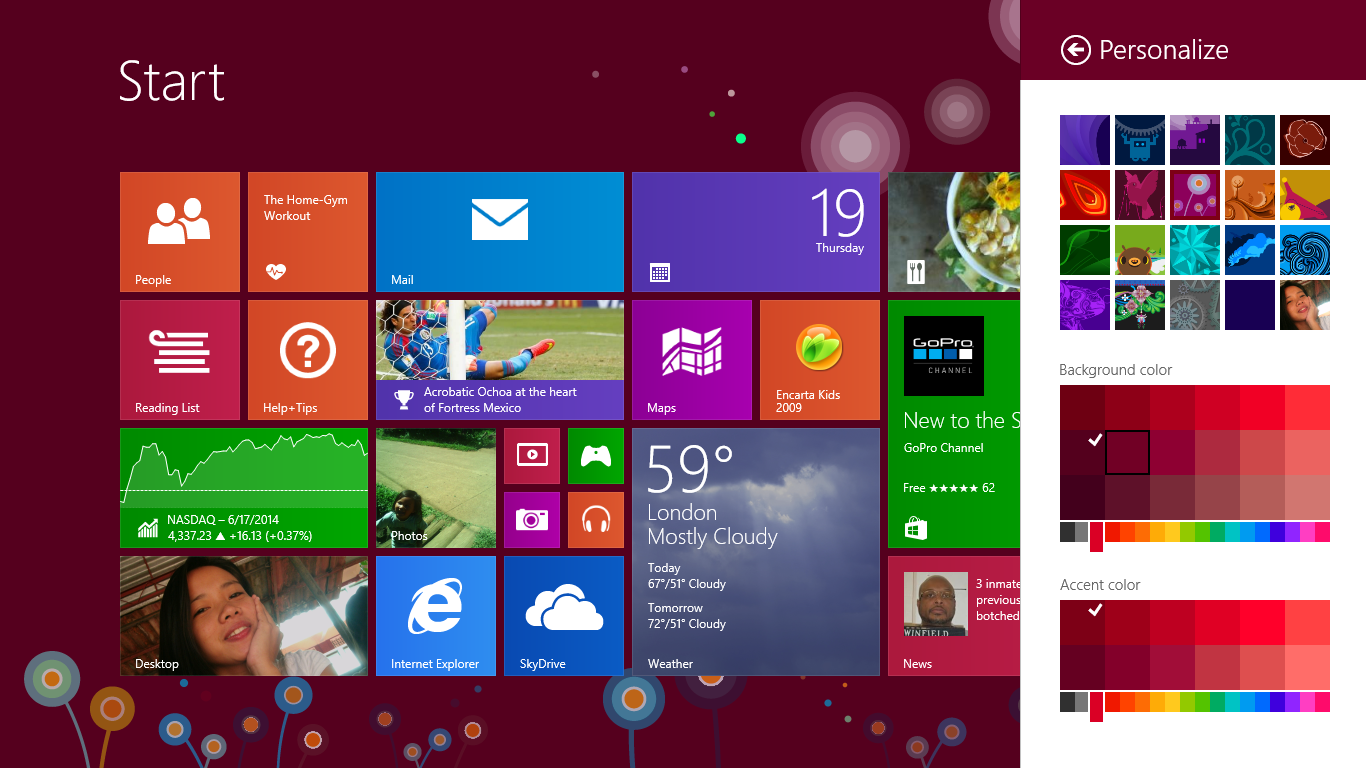 Start
Personalize
People
The Home-Gym
Workout
Mail
19
Thursday
Reading List
Help+Tips
Acrobatic Ochoa at the heart
of Fortress Mexico
Maps
Encarta Kids
2009
GoPro
CHANNEL
New to the S
GoPro Channel
Free ★★★★★ 62
NASDAQ – 6/17/2014
4,337.23 ▲ +16.13 (+0.37%)
Photos
59°
London
Mostly Cloudy
Today
67°/51° Cloudy
Tomorrow
72°/51° Cloudy
Weather
Desktop
Internet Explorer
SkyDrive
3 inmate
previous
botched
WINFIELD
News
Background color
Accent color